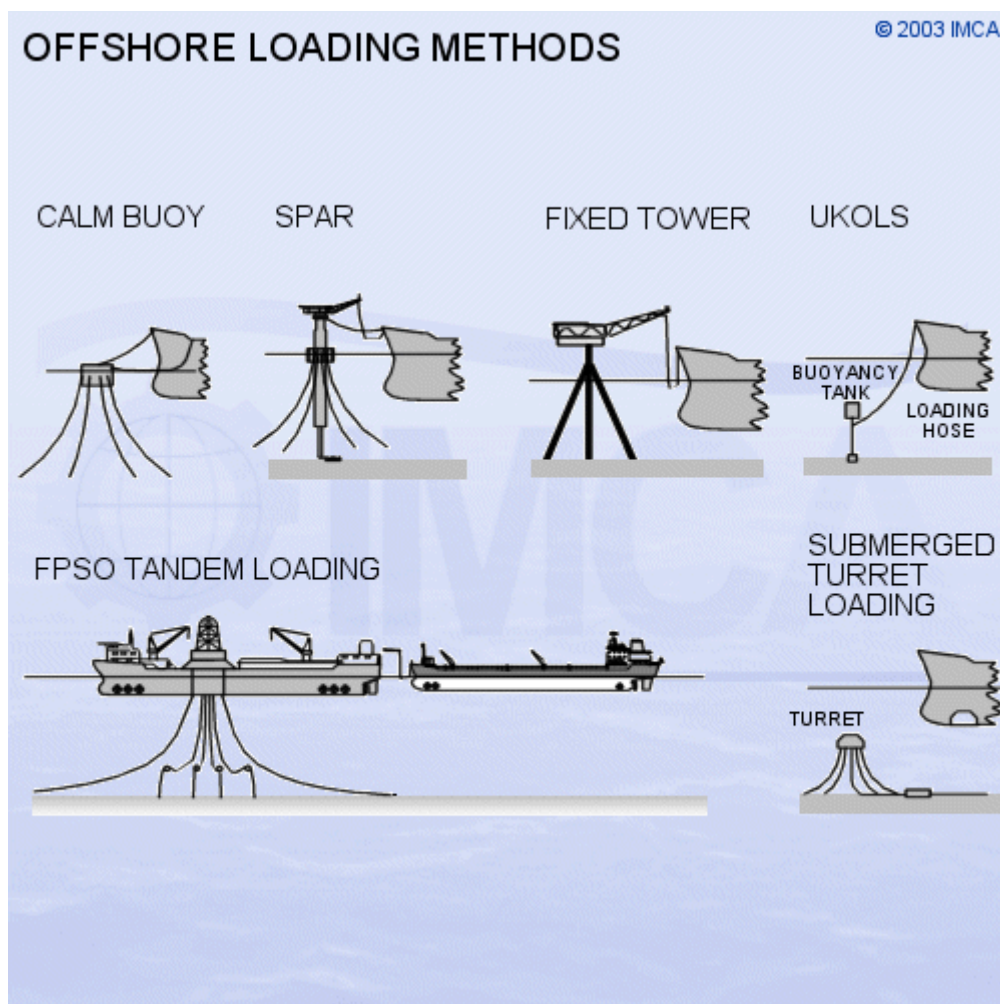 OFFSHORE LOADING METHODS
© 2003 IMCA
CALM BUOY
SPAR
FIXED TOWER
UKOLS
BUOYANCY
TANK
LOADING
HOSE
IMCA
FPSO TANDEM LOADING
SUBMERGED
TURRET
LOADING
TURRET